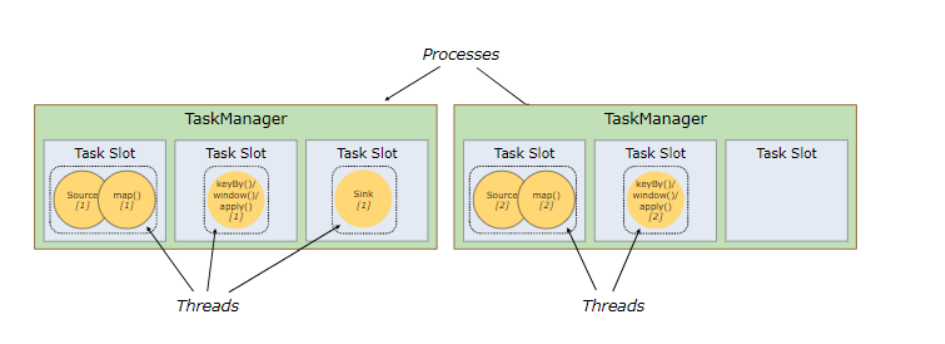 Processes
TaskManager
Task Slot
Source
[1]
map()
[1]
Task Slot
keyBy()/
window()/
apply()
[1]
Task Slot
Sink
[1]
TaskManager
Task Slot
Source
[2]
map()
[2]
Task Slot
keyBy()/
window()/
apply()
[2]
Task Slot
Threads
Threads